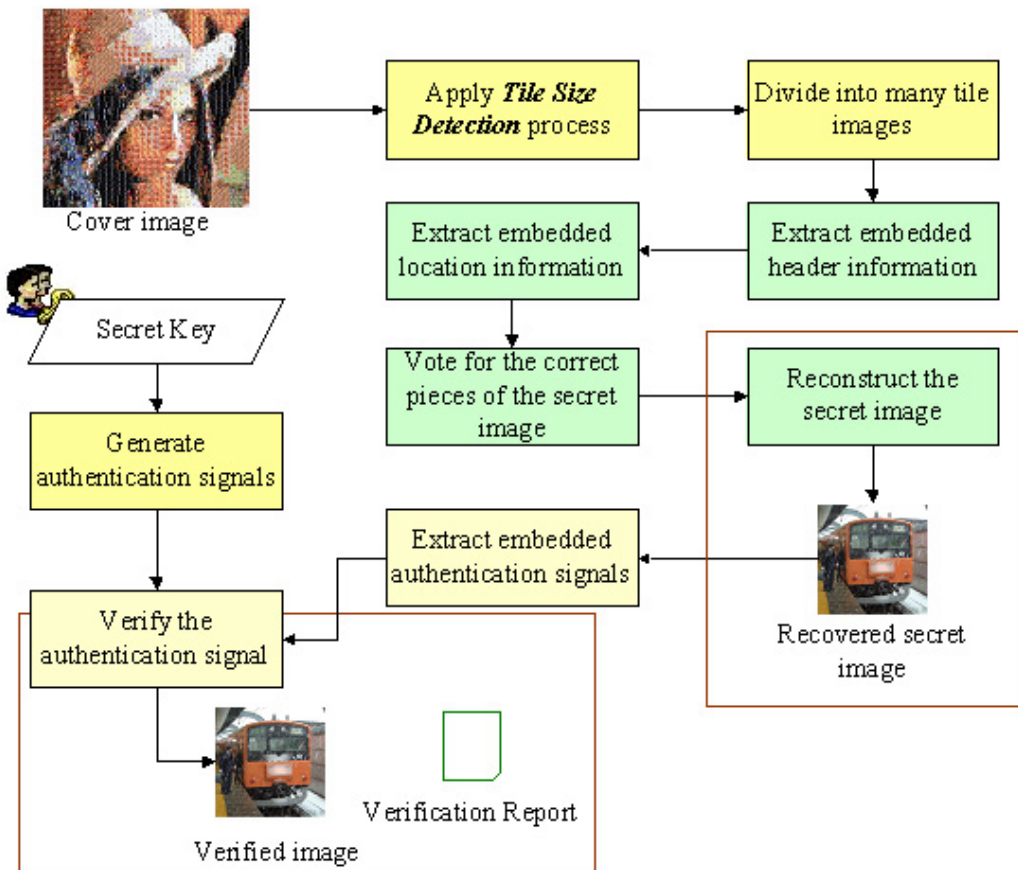 Apply Tile Size
Detection process
Divide into many tile
images
Cover image
Extract embedded
location information
Extract embedded
header information
Secret Key
Vote for the correct
pieces of the secret
image
Reconstruct the
secret image
Generate
authentication signals
Extract embedded
authentication signals
Verify the
authentication signal
Recovered secret
image
Verification Report
Verified image